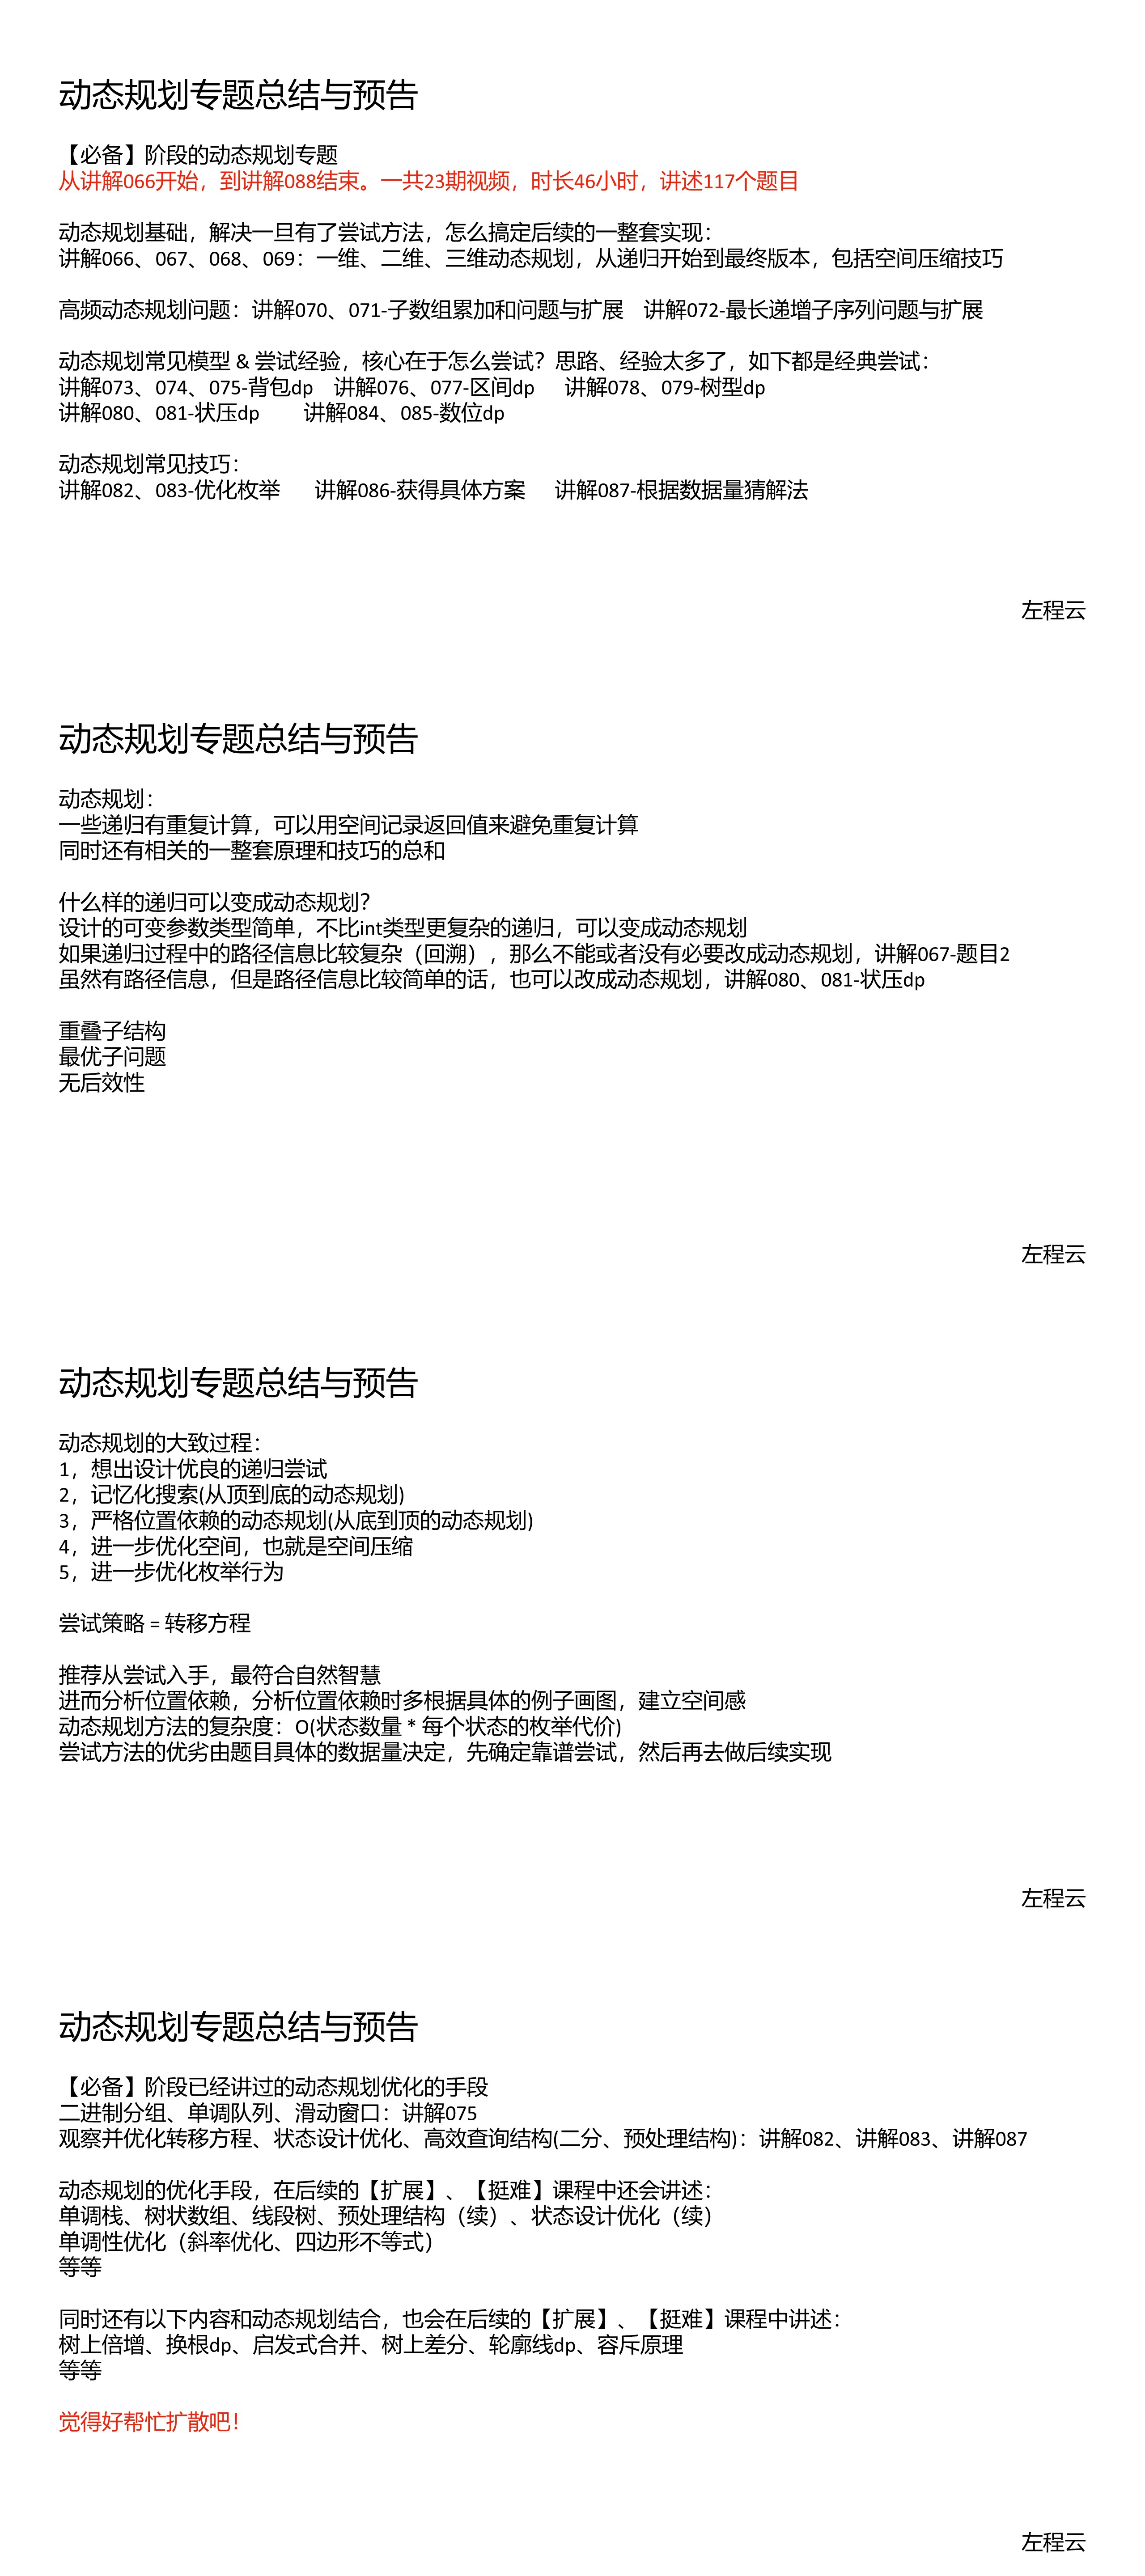 动态规划专题总结与预告
【必备】阶段的动态规划专题
从讲解066开始，到讲解088结束。一共23期视频，时长46小时，讲述117个题目
动态规划基础，解决一旦有了尝试方法，怎么搞定后续的一整套实现：
讲解066、067、068、069：一维、二维、三维动态规划，从递归开始到最终版本，包括空间压缩技巧
高频动态规划问题：讲解070、071-子数组累加和问题与扩展 讲解072-最长递增子序列问题与扩展
动态规划常见模型 & 尝试经验，核心在于怎么尝试？思路、经验太多了，如下都是经典尝试：
讲解073、074、075-背包dp 讲解076、077-区间dp 讲解078、079-树型dp
讲解080、081-状压dp 讲解084、085-数位dp
动态规划常见技巧：
讲解082、083-优化枚举 讲解086-获得具体方案 讲解087-根据数据量猜解法
左程云
动态规划专题总结与预告
动态规划：
一些递归有重复计算，可以用空间记录返回值来避免重复计算
同时还有相关的一整套原理和技巧的总和
什么样的递归可以变成动态规划？
设计的可变参数类型简单，不比int类型更复杂的递归，可以变成动态规划
如果递归过程中的路径信息比较复杂（回溯），那么不能或者没有必要改成动态规划，讲解067-题目2
虽然有路径信息，但是路径信息比较简单的话，也可以改成动态规划，讲解080、081-状压dp
重叠子结构
最优子问题
无后效性
左程云
动态规划专题总结与预告
动态规划的大致过程：
1，想出设计优良的递归尝试
2，记忆化搜索(从顶到底的动态规划)
3，严格位置依赖的动态规划(从底到顶的动态规划)
4，进一步优化空间，也就是空间压缩
5，进一步优化枚举行为
尝试策略 = 转移方程
推荐从尝试入手，最符合自然智慧
进而分析位置依赖，分析位置依赖时多根据具体的例子画图，建立空间感
动态规划方法的复杂度：O(状态数量 * 每个状态的枚举代价)
尝试方法的优劣由题目具体的数据量决定，先确定靠谱尝试，然后再去做后续实现
左程云
动态规划专题总结与预告
【必备】阶段已经讲过的动态规划优化的手段
二进制分组、单调队列、滑动窗口：讲解075
观察并优化转移方程、状态设计优化、高效查询结构(二分、预处理结构)：讲解082、讲解083、讲解087
动态规划的优化手段，在后续的【扩展】、【挺难】课程中还会讲述：
单调栈、树状数组、线段树、预处理结构（续）、状态设计优化（续）
单调性优化（斜率优化、四边形不等式）
等等
同时还有以下内容和动态规划结合，也会在后续的【扩展】、【挺难】课程中讲述：
树上倍增、换根dp、启发式合并、树上差分、轮廓线dp、容斥原理
等等
觉得好帮忙扩散吧！
左程云